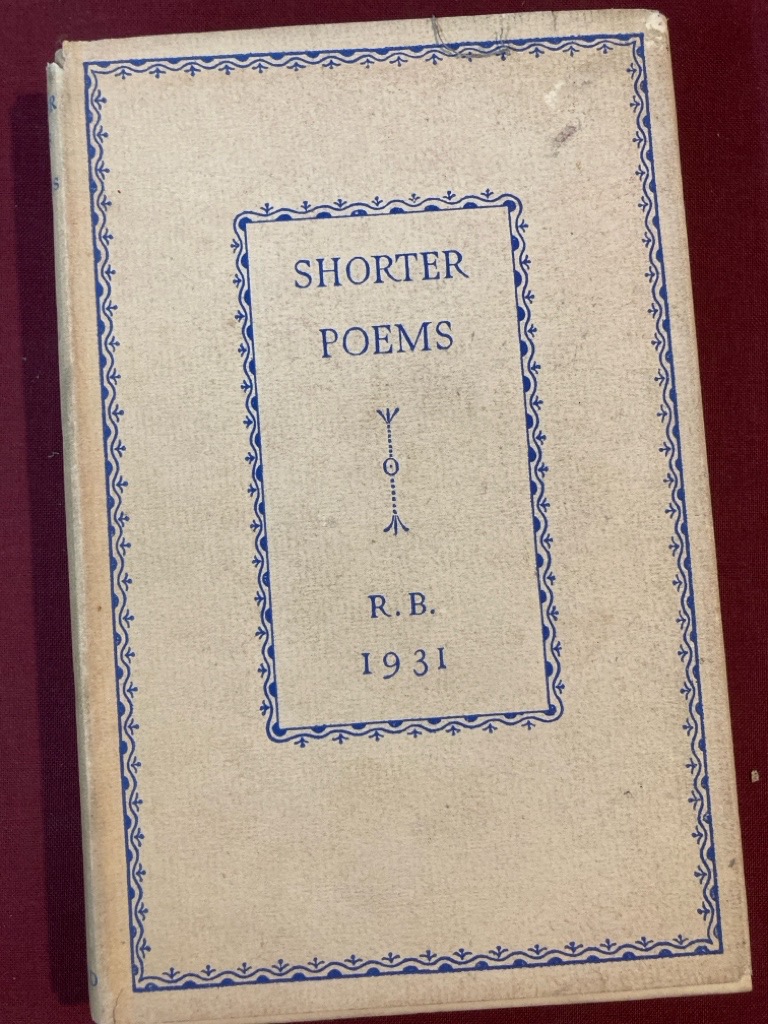 SHORTER
POEMS
R.B.
1931